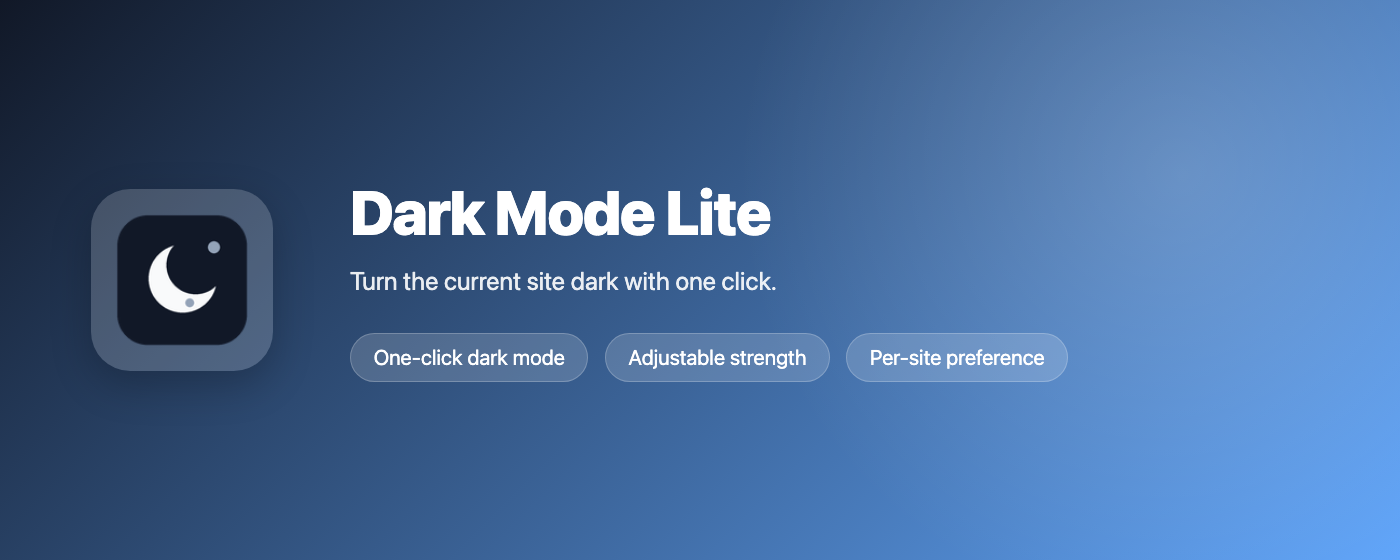 Dark Mode Lite
Turn the current site dark with one click.
One-click dark mode Adjustable strength Per-site preference